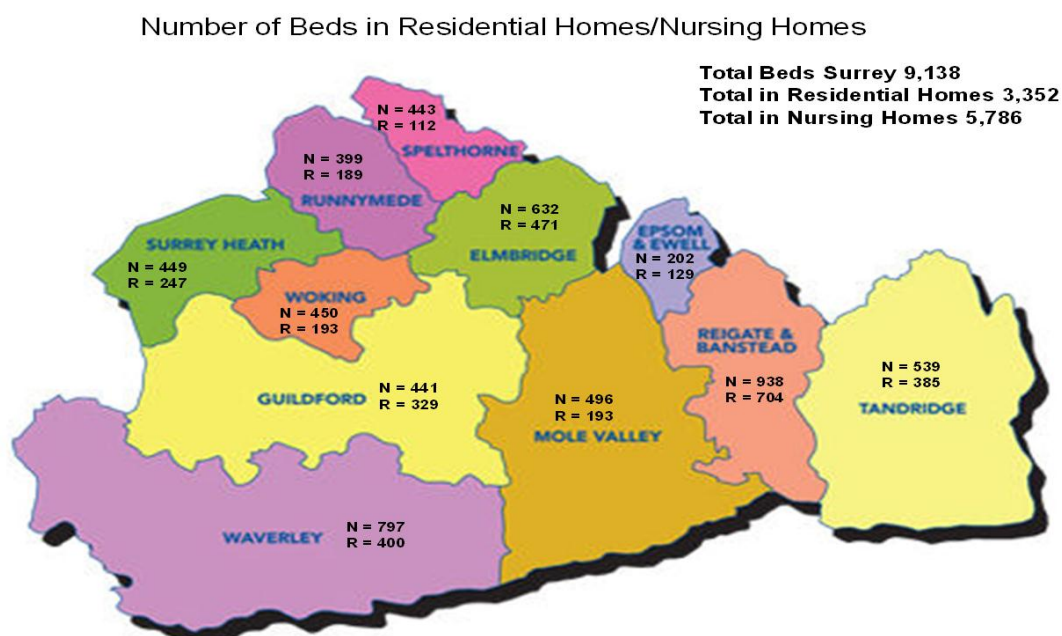 Number of Beds in Residential Homes/Nursing Homes
Total Beds Surrey 9,138
Total in Residential Homes 3,352
Total in Nursing Homes 5,786
N = 443
R = 112
SPELTHORNE
N = 399
R = 189
RUNNYMEDE
N = 632
R = 471
ELMBRIDGE
EPSOM
& EWELL
N = 202
R = 129
SURREY HEATH
N = 449
R = 247
WOKING
N = 450
R = 193
REIGATE &
BANSTEAD
N = 938
R = 704
N = 539
R = 385
TANDRIDGE
GUILDFORD
N = 441
R = 329
N = 496
R = 193
MOLE VALLEY
WAVERLEY
N = 797
R = 400